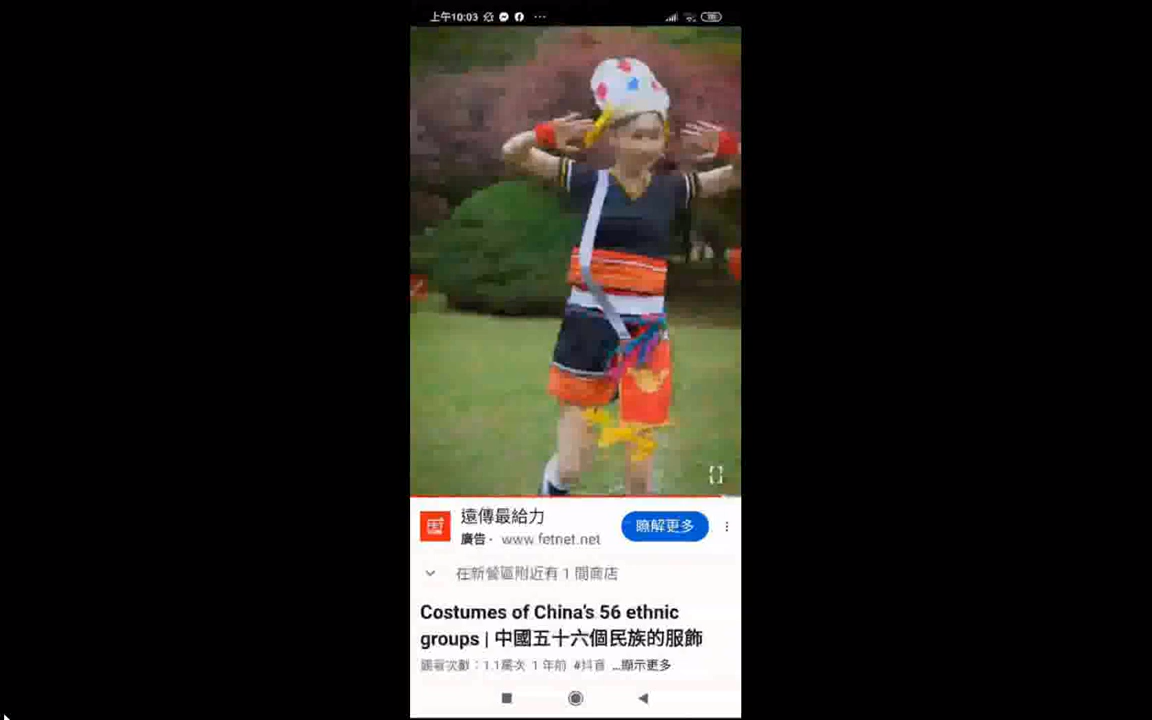 上午10:03
遠傳最給力
瞭解更多
廣告· www.fetnet.net
在新營區附近有 1 間商店
Costumes of China's 56 ethnic
groups | 中國五十六個民族的服飾
觀看次數：1.1萬次 1 年前 #抖音 ...顯示更多